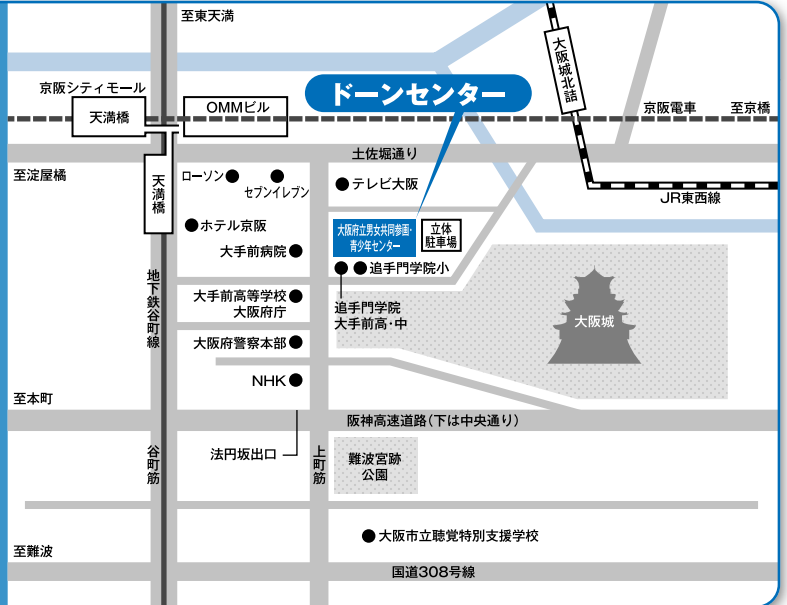 至東天満
京阪シティモール
天満橋
OMMビル
ドーンセンター
大阪城北詰
京阪電車
至京橋
土佐堀通り
至淀屋橋
天満橋
ローソン
セブンイレブン
テレビ大阪
JR東西線
ホテル京阪
大阪府立男女共同参画・
青少年センター
立体
駐車場
大手前病院
追手門学院小
地下鉄谷町線
大手前高等学校
大阪府庁
追手門学院
大手前高・中
大阪城
大阪府警察本部
NHK
至本町
阪神高速道路(下は中央通り)
谷町筋
法円坂出口
上町筋
難波宮跡
公園
大阪市立聴覚特別支援学校
至難波
国道308号線